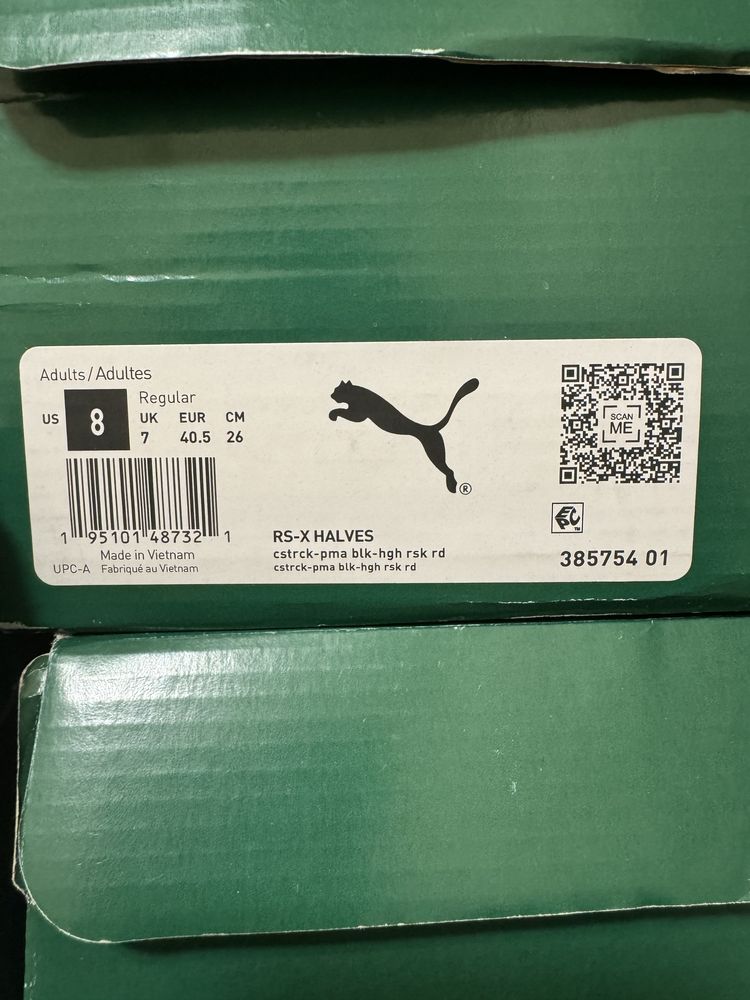 Adults/Adultes
US 8 Regular
UK EUR CM
7 40.5 26
1 95101 48732 1
Made in Vietnam
UPC-A Fabriqué au Vietnam
®
RS-X HALVES
cstrck-pma blk-hgh rsk rd
cstrck-pma blk-hgh rsk rd
SCAN
ME
EPC
TM
385754 01